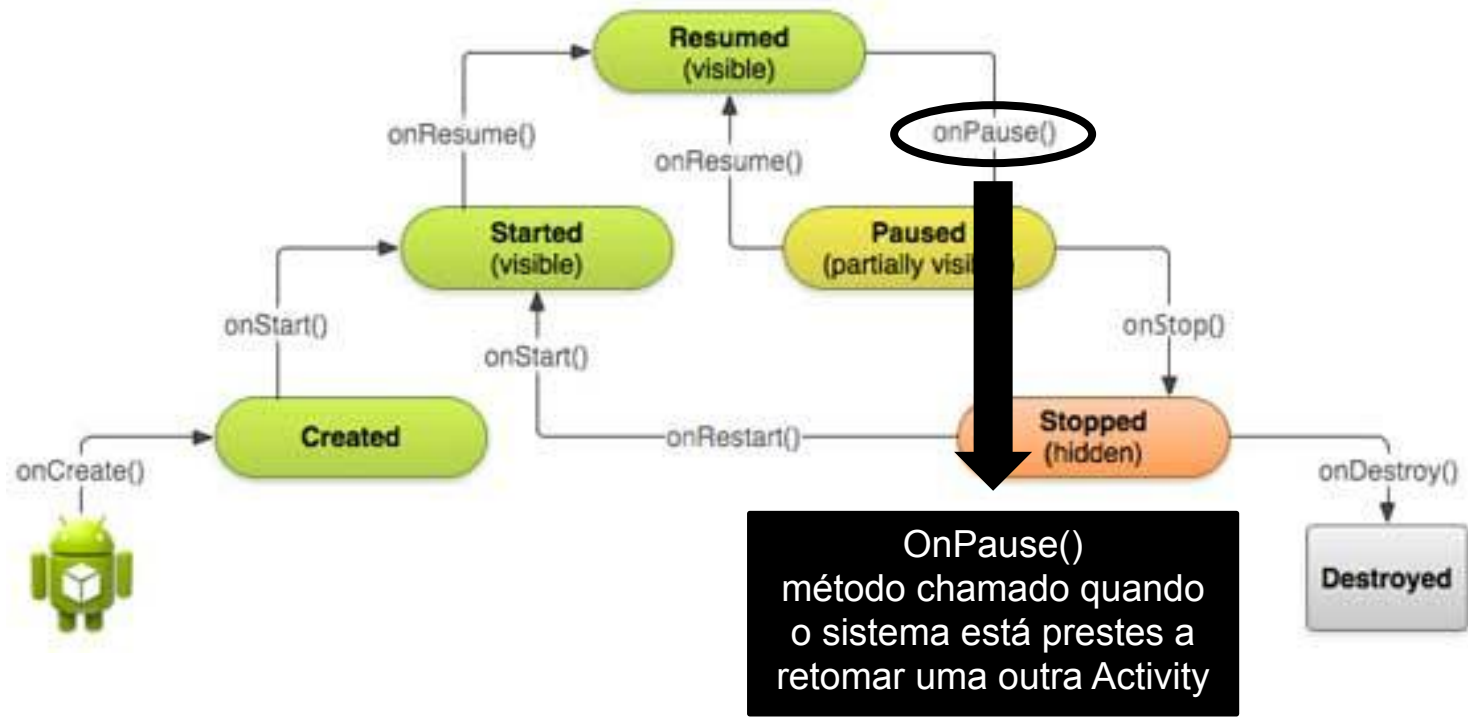 Resumed
(visible)
onResume()
onResume()
onPause()
Started
(visible)
Paused
(partially visible)
onStart()
onStart()
onStop()
Created
onRestart()
Stopped
(hidden)
onCreate()
onDestroy()
Destroyed
OnPause()
método chamado quando
o sistema está prestes a
retomar uma outra Activity